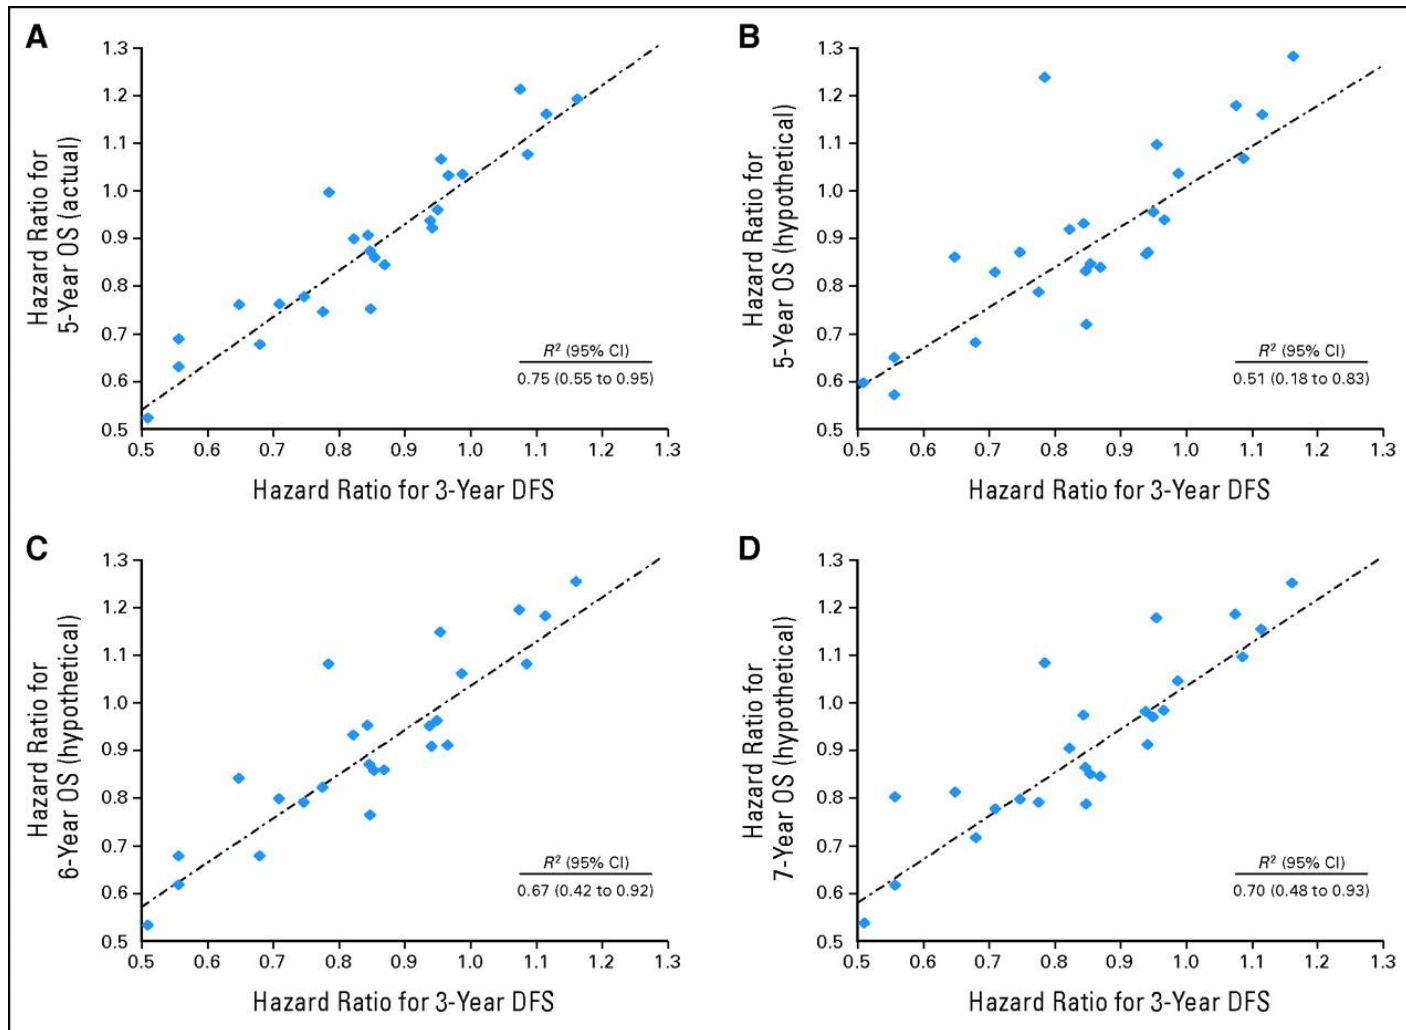 A
1.3
1.2
1.1
1.0
0.9
0.8
0.7
0.6
0.5
Hazard Ratio for
5-Year OS (actual)
R² (95% CI)
0.75 (0.55 to 0.95)
0.5 0.6 0.7 0.8 0.9 1.0 1.1 1.2 1.3
Hazard Ratio for 3-Year DFS
B
1.3
1.2
1.1
1.0
0.9
0.8
0.7
0.6
0.5
Hazard Ratio for
5-Year OS (hypothetical)
R² (95% CI)
0.51 (0.18 to 0.83)
0.5 0.6 0.7 0.8 0.9 1.0 1.1 1.2 1.3
Hazard Ratio for 3-Year DFS
C
1.3
1.2
1.1
1.0
0.9
0.8
0.7
0.6
0.5
Hazard Ratio for
6-Year OS (hypothetical)
R² (95% CI)
0.67 (0.42 to 0.92)
0.5 0.6 0.7 0.8 0.9 1.0 1.1 1.2 1.3
Hazard Ratio for 3-Year DFS
D
1.3
1.2
1.1
1.0
0.9
0.8
0.7
0.6
0.5
Hazard Ratio for
7-Year OS (hypothetical)
R² (95% CI)
0.70 (0.48 to 0.93)
0.5 0.6 0.7 0.8 0.9 1.0 1.1 1.2 1.3
Hazard Ratio for 3-Year DFS